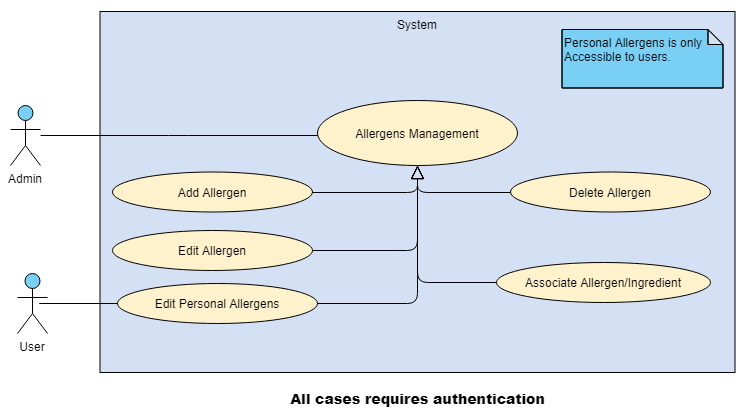 System
Personal Allergens is only
Accessible to users.
Allergens Management
Admin
Add Allergen
Delete Allergen
Edit Allergen
Associate Allergen/Ingredient
Edit Personal Allergens
User
All cases requires authentication